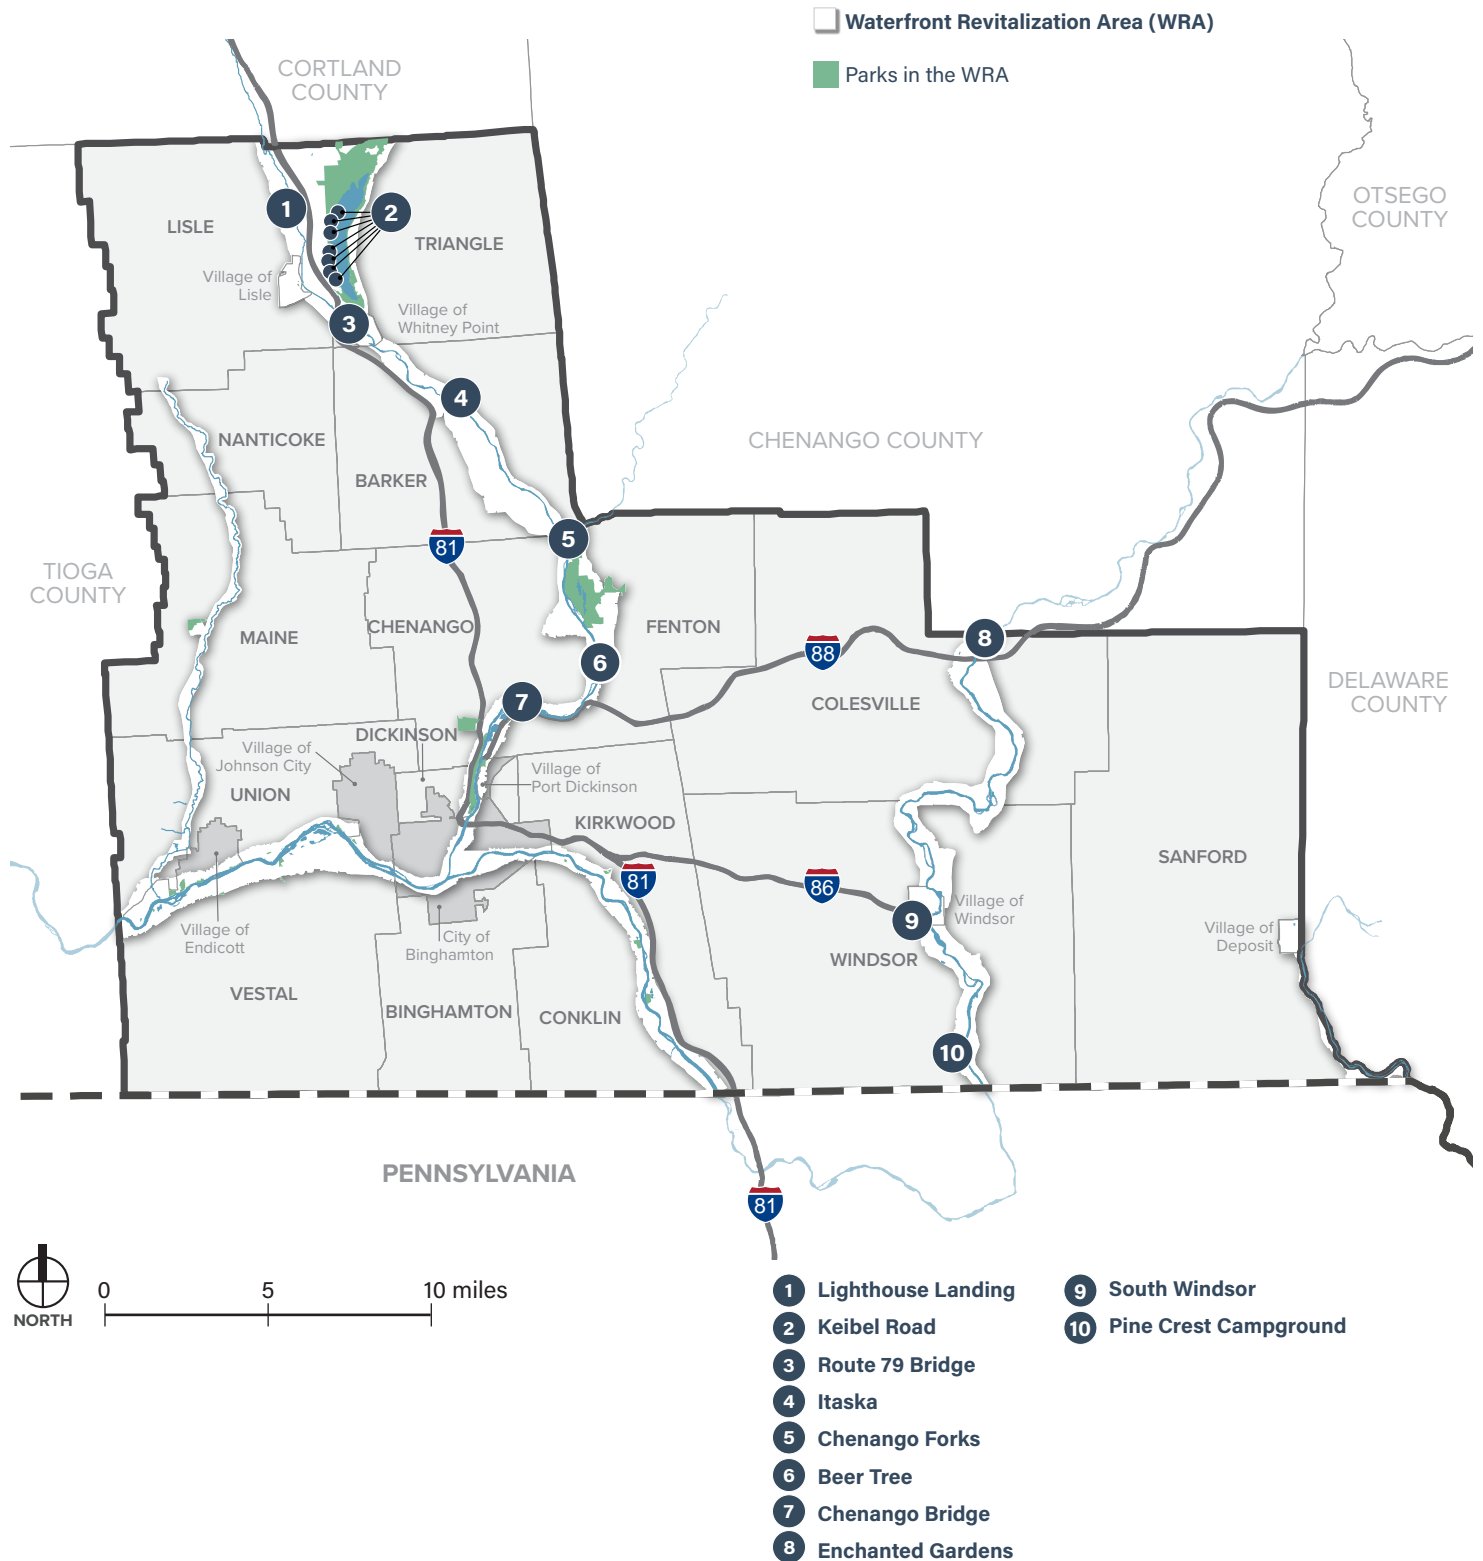 Waterfront Revitalization Area (WRA)
Parks in the WRA
CORTLAND
COUNTY
OTSEGO
COUNTY
LISLE
1
2
TRIANGLE
Village of
Lisle
3
Village of
Whitney Point
4
NANTICOKE
CHENANGO COUNTY
BARKER
81
5
TIOGA
COUNTY
MAINE
CHENANGO
FENTON
6
88
8
7
COLESVILLE
DELAWARE
COUNTY
DICKINSON
Village of
Johnson City
Village of
Port Dickinson
UNION
KIRKWOOD
SANFORD
81
86
9
Village of
Windsor
Village of
Endicott
City of
Binghamton
WINDSOR
Village of
Deposit
VESTAL
BINGHAMTON
CONKLIN
10
PENNSYLVANIA
81
NORTH
0 5 10 miles
1 Lighthouse Landing
2 Keibel Road
3 Route 79 Bridge
4 Itaska
5 Chenango Forks
6 Beer Tree
7 Chenango Bridge
8 Enchanted Gardens
9 South Windsor
10 Pine Crest Campground